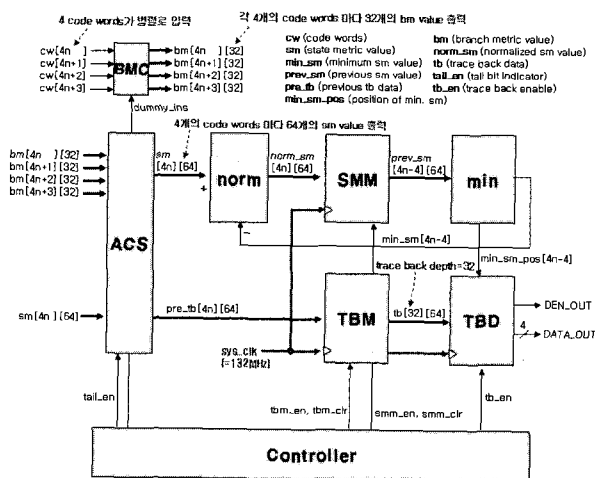 4 code words가 병렬로 입력
각 4개의 code words 마다 32개의 bm value 출력
cw[4n ]
cw[4n+1]
cw[4n+2]
cw[4n+3]
BMC
bm[4n ][32]
bm[4n+1][32]
bm[4n+2][32]
bm[4n+3][32]
cw (code words)
sm (state metric value)
min_sm (minimum sm value)
prev_sm (previous sm value)
pre_tb (previous tb data)
min_sm_pos (position of min. sm)
bm (branch metric value)
norm_sm (normalized sm value)
tb (trace back data)
tail_en (tail bit indicator)
tb_en (trace back enable)
dummy_ins
4개의 code words 마다 64개의 sm value 출력
bm[4n ][32]
bm[4n+1][32]
bm[4n+2][32]
bm[4n+3][32]
ACS
sm
[4n][64]
+
-
norm
norm_sm
[4n][64]
SMM
prev_sm
[4n-4][64]
min
min_sm[4n-4]
trace back depth=32
min_sm_pos[4n-4]
sm[4n][64]
pre_tb[4n][64]
TBM
tb[32][64]
TBD
DEN_OUT
4
DATA_OUT
sys_clk
(=132MHz)
tail_en
tbm_en, tbm_clr
smm_en, smm_clr
tb_en
Controller